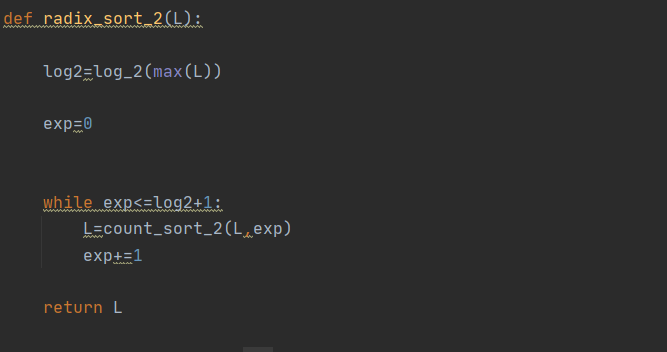 def radix_sort_2(L):
log2=log_2(max(L))
exp=0
while exp<=log2+1:
L=count_sort_2(L,exp)
exp+=1
return L